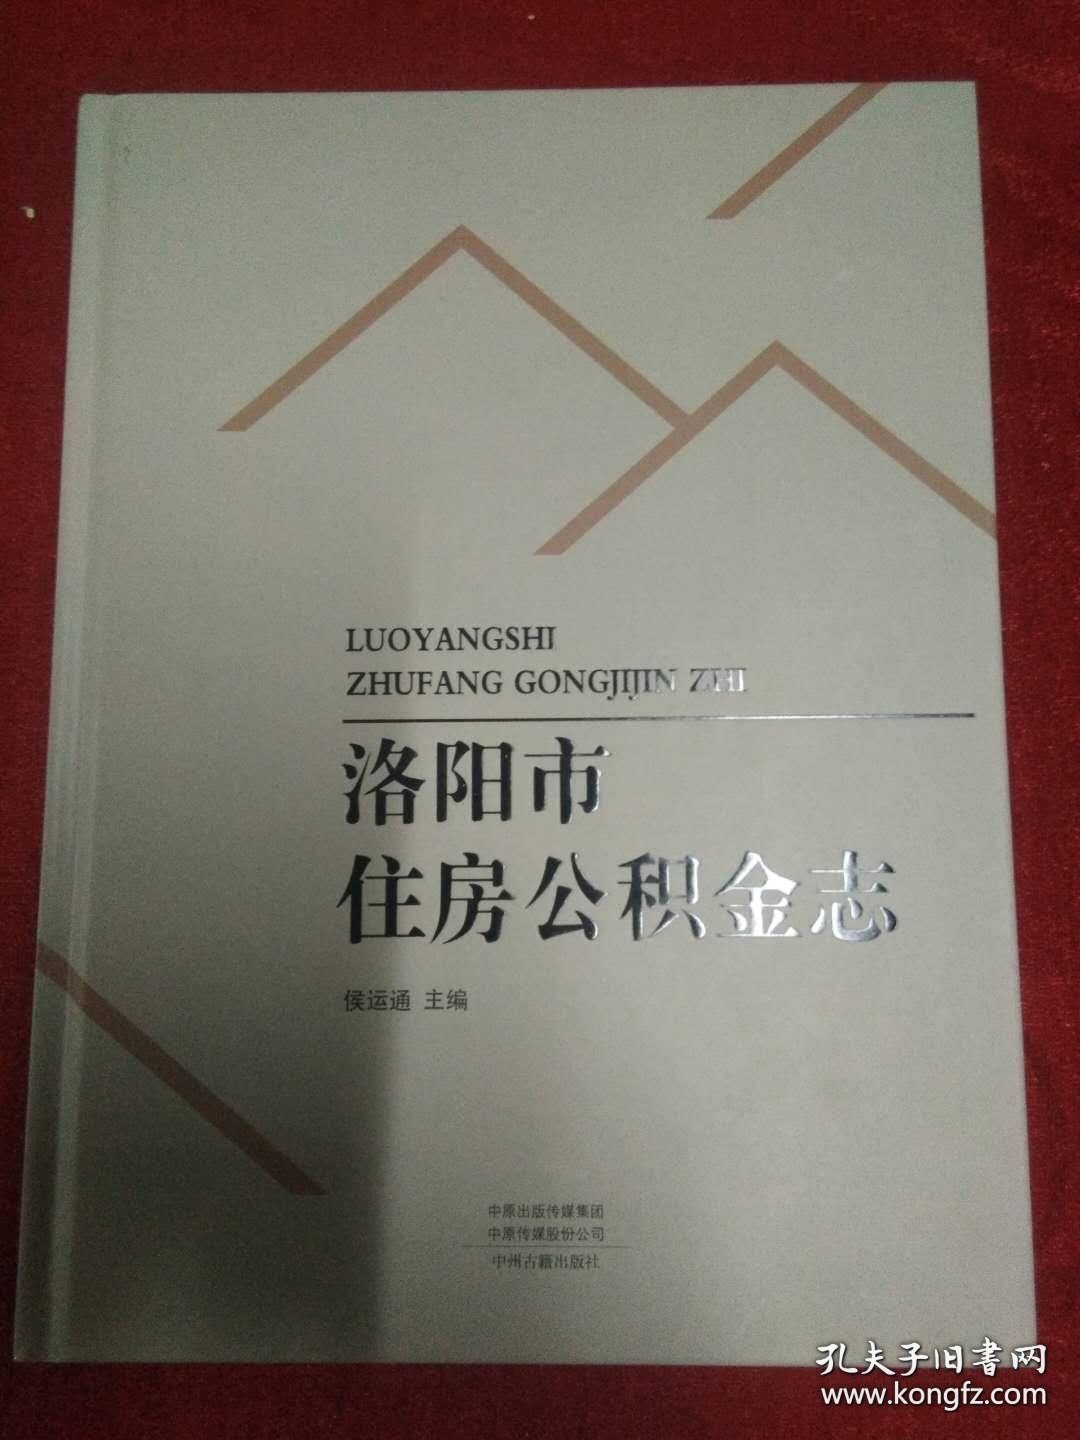 LUOYANGSHI
ZHUFANG GONGJIJIN ZHI
洛阳市
住房公积金志
侯运通 主编
中原出版传媒集团
中原传媒股份公司
中州古籍出版社
孔夫子旧书网
www.kongfz.com